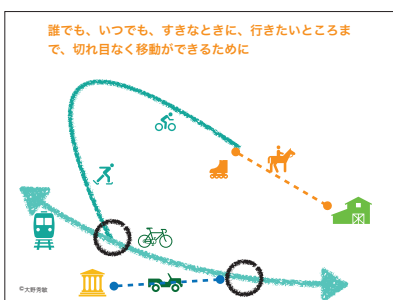 誰でも、いつでも、すきなときに、行きたいところま
で、切れ目なく移動ができるために
©大野秀敏